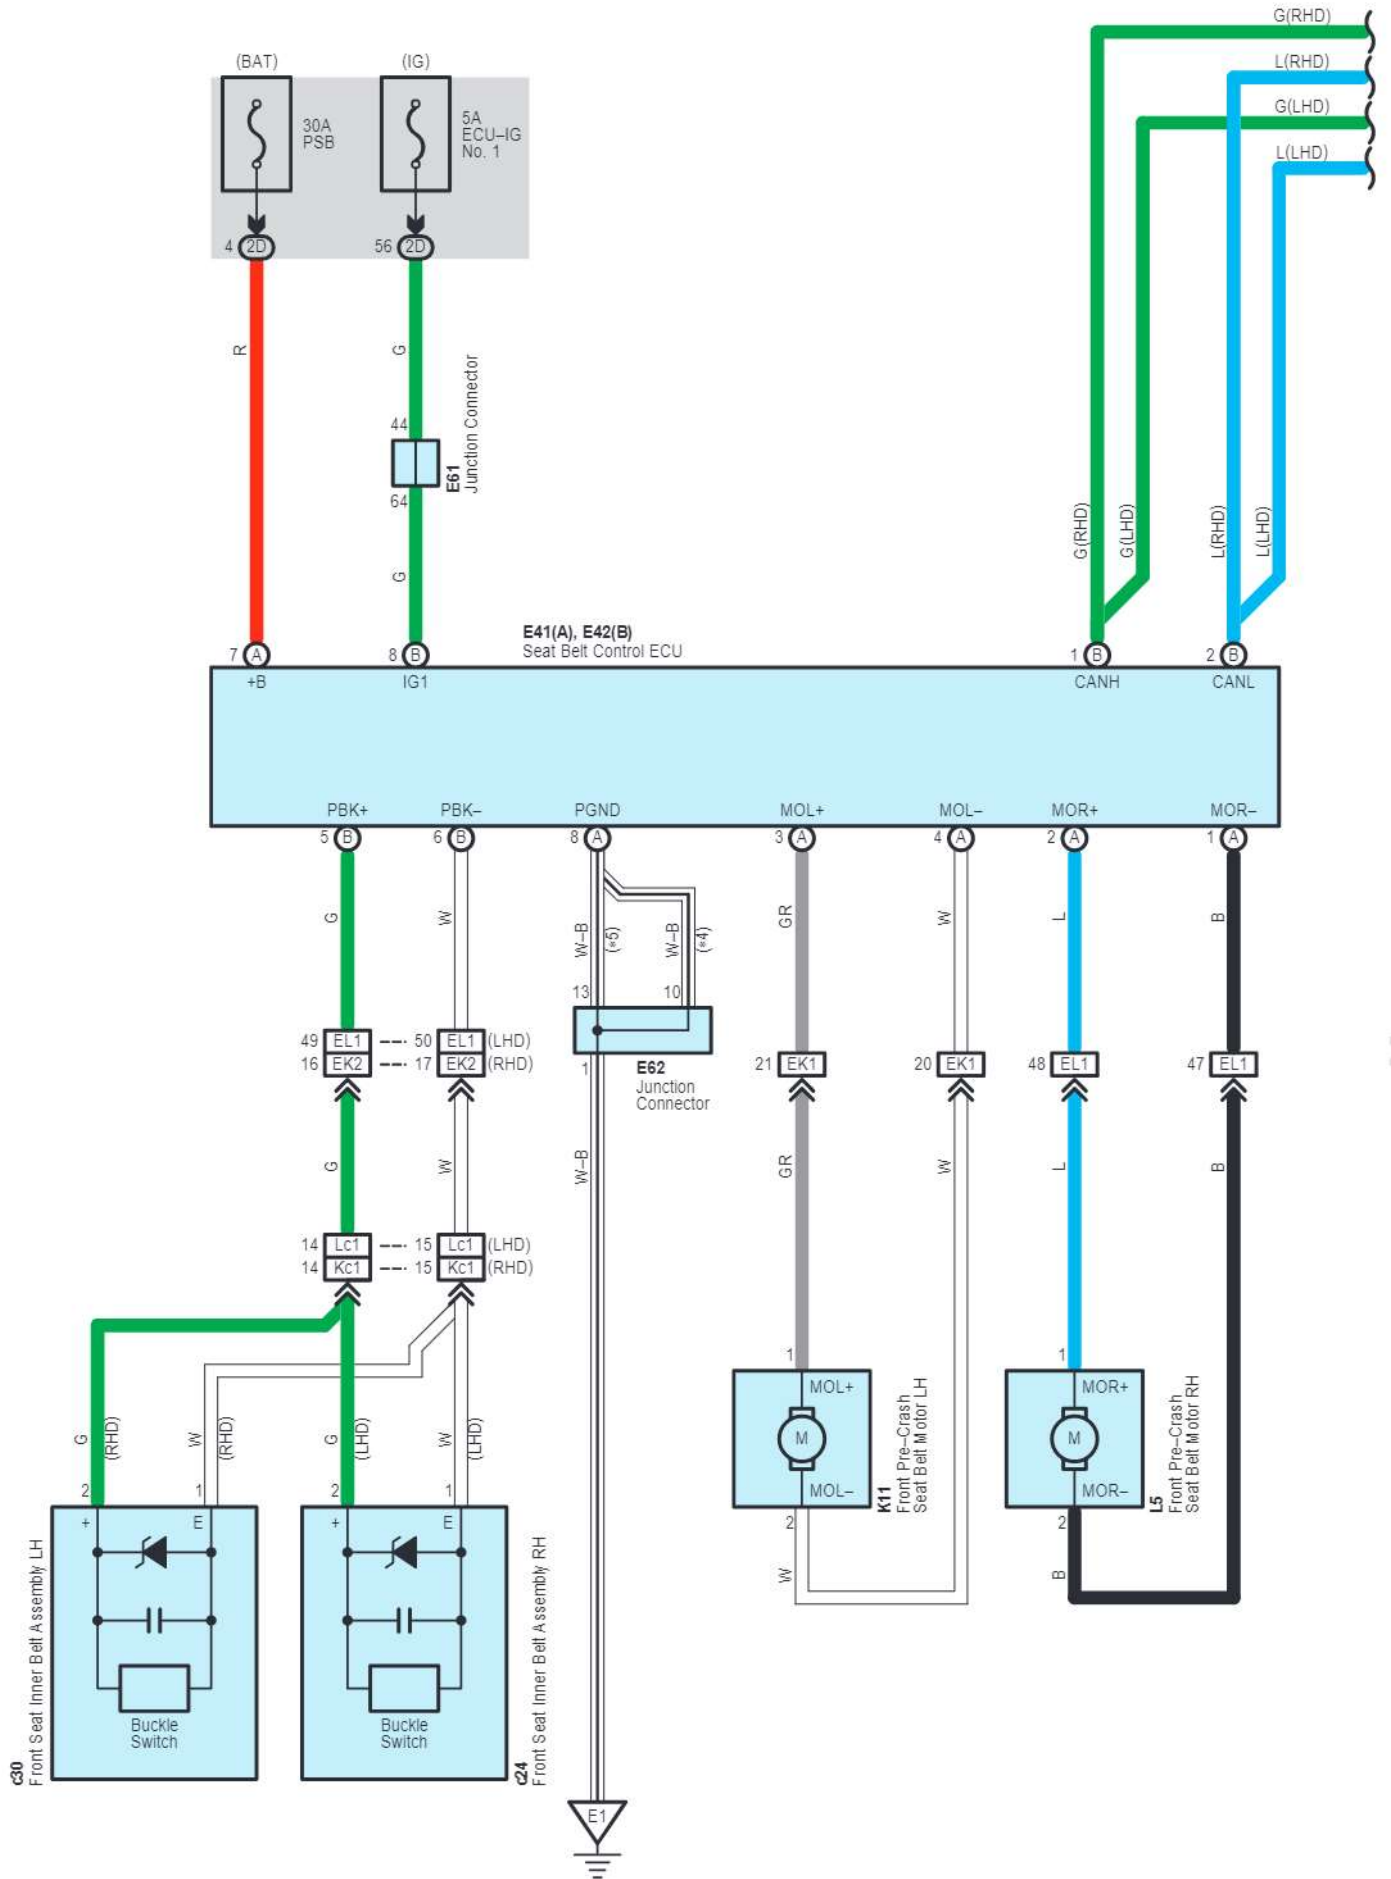 G(RHD)
L(RHD)
G(LHD)
L(LHD)
(BAT)
(IG)
30A
PSB
5A
ECU–IG
No. 1
4
2D
56
2D
R
G
44
E61
Junction Connector
64
G
G(RHD)
G(LHD)
L(RHD)
L(LHD)
E41(A), E42(B)
Seat Belt Control ECU
7
A
8
B
1
B
2
B
+B
IG1
CANH
CANL
PBK+
PBK–
PGND
MOL+
MOL–
MOR+
MOR–
5
B
6
B
8
A
3
A
4
A
2
A
1
A
G
W
W–B
(*5)
W–B
(*4)
GR
W
L
B
13
10
49
EL1
50
EL1
(LHD)
16
EK2
17
EK2
(RHD)
1
E62
Junction
Connector
21
EK1
20
EK1
48
EL1
47
EL1
G
W
W–B
GR
W
L
B
14
Lc1
15
Lc1
(LHD)
14
Kc1
15
Kc1
(RHD)
G
(RHD)
W
(RHD)
G
(LHD)
W
(LHD)
1
1
MOL+
M
MOL–
K11
Front Pre–Crash
Seat Belt Motor LH
MOR+
M
MOR–
L5
Front Pre–Crash
Seat Belt Motor RH
2
1
2
1
2
2
W
B
+
E
+
E
Buckle
Switch
Buckle
Switch
c30
Front Seat Inner Belt Assembly LH
c24
Front Seat Inner Belt Assembly RH
E1